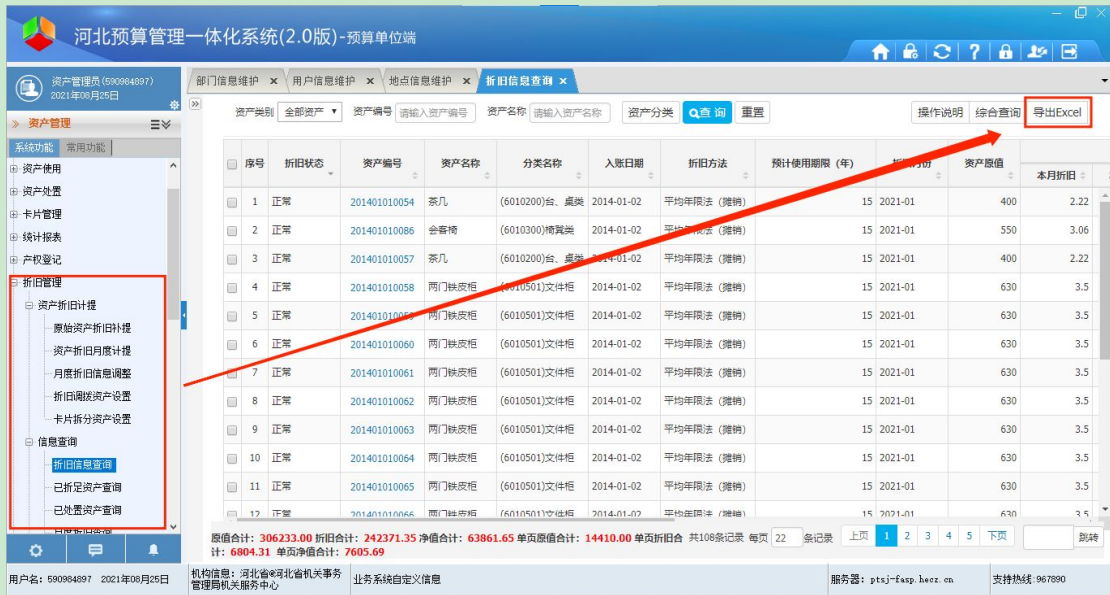 河北预算管理一体化系统(2.0版)-预算单位端
资产管理员(590984897)
2021年08月25日
资产管理
系统功能 常用功能
资产使用
资产处置
卡片管理
统计报表
产权登记
折旧管理
资产折旧计提
原始资产折旧补提
资产折旧月度计提
月度折旧信息调整
折旧调拨资产设置
卡片拆分资产设置
信息查询
折旧信息查询
已折足资产查询
已处置资产查询
部门信息维护 × 用户信息维护 × 地点信息维护 × 折旧信息查询 ×
资产类别 全部资产 资产编号 请输入资产编号 资产名称 请输入资产名称 资产分类 查询 重置 操作说明 综合查询 导出Excel
序号 折旧状态 资产编号 资产名称 分类名称 入账日期 折旧方法 预计使用期限（年） 资产原值 本月折旧
1 正常 201401010054 茶几 (6010200)台、桌类 2014-01-02 平均年限法（摊销） 15 2021-01 400 2.22
2 正常 201401010086 会客椅 (6010300)椅凳类 2014-01-02 （摊销） 15 2021-01 550 3.06
3 正常 201401010057 茶几 (6010200)台、桌类 2014-01-02 平均年限法（摊销） 15 2021-01 400 2.22
4 正常 201401010058 两门铁皮柜 (6010501)文件柜 2014-01-02 平均年限法（摊销） 15 2021-01 630 3.5
5 正常 201401010059 两门铁皮柜 (6010501)文件柜 2014-01-02 平均年限法（摊销） 15 2021-01 630 3.5
6 正常 201401010060 两门铁皮柜 (6010501)文件柜 2014-01-02 平均年限法（摊销） 15 2021-01 630 3.5
7 正常 201401010061 两门铁皮柜 (6010501)文件柜 2014-01-02 平均年限法（摊销） 15 2021-01 630 3.5
8 正常 201401010062 两门铁皮柜 (6010501)文件柜 2014-01-02 平均年限法（摊销） 15 2021-01 630 3.5
9 正常 201401010063 两门铁皮柜 (6010501)文件柜 2014-01-02 平均年限法（摊销） 15 2021-01 630 3.5
10 正常 201401010064 两门铁皮柜 (6010501)文件柜 2014-01-02 平均年限法（摊销） 15 2021-01 630 3.5
11 正常 201401010065 两门铁皮柜 (6010501)文件柜 2014-01-02 平均年限法（摊销） 15 2021-01 630 3.5
12 正常 201401010066 两门铁皮柜 (6010501)文件柜 2014-01-02 平均年限法（摊销） 15 2021-01 630 3.5
原值合计：306233.00 折旧合计：242371.35 净值合计：63861.65 单页原值合计：14410.00 单页折旧合 共108条记录 每页 22 条记录 上页 1 2 3 4 5 下页 跳转
计：6804.31 单页净值合计：7605.69
用户名：590984897 2021年08月25日 机构信息：河北省@河北省机关事务
管理局机关服务中心 业务系统自定义信息 服务器：ptsj-fasp.hecz.cn 支持热线:967890